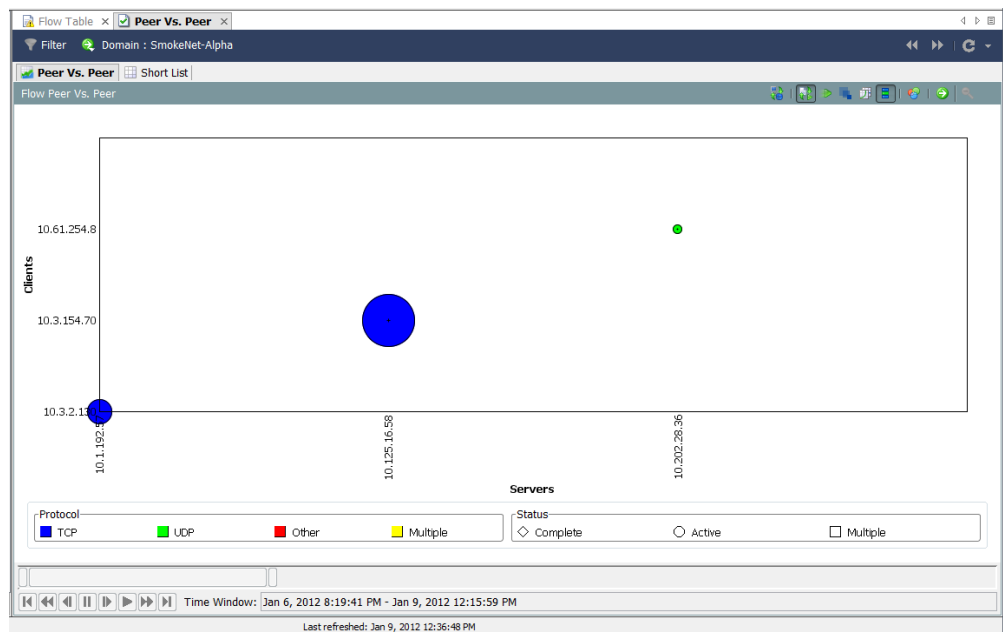 Flow Table Peer Vs. Peer
Filter Domain : SmokeNet-Alpha
Peer Vs. Peer Short List
Flow Peer Vs. Peer
Clients
10.61.254.8
10.3.154.70
10.125.16.58
10.202.28.36
Servers
Protocol
TCP UDP Other Multiple
Status
Complete Active Multiple
Time Window: Jan 6, 2012 8:19:41 PM - Jan 9, 2012 12:15:59 PM
Last refreshed: Jan 9, 2012 12:36:48 PM